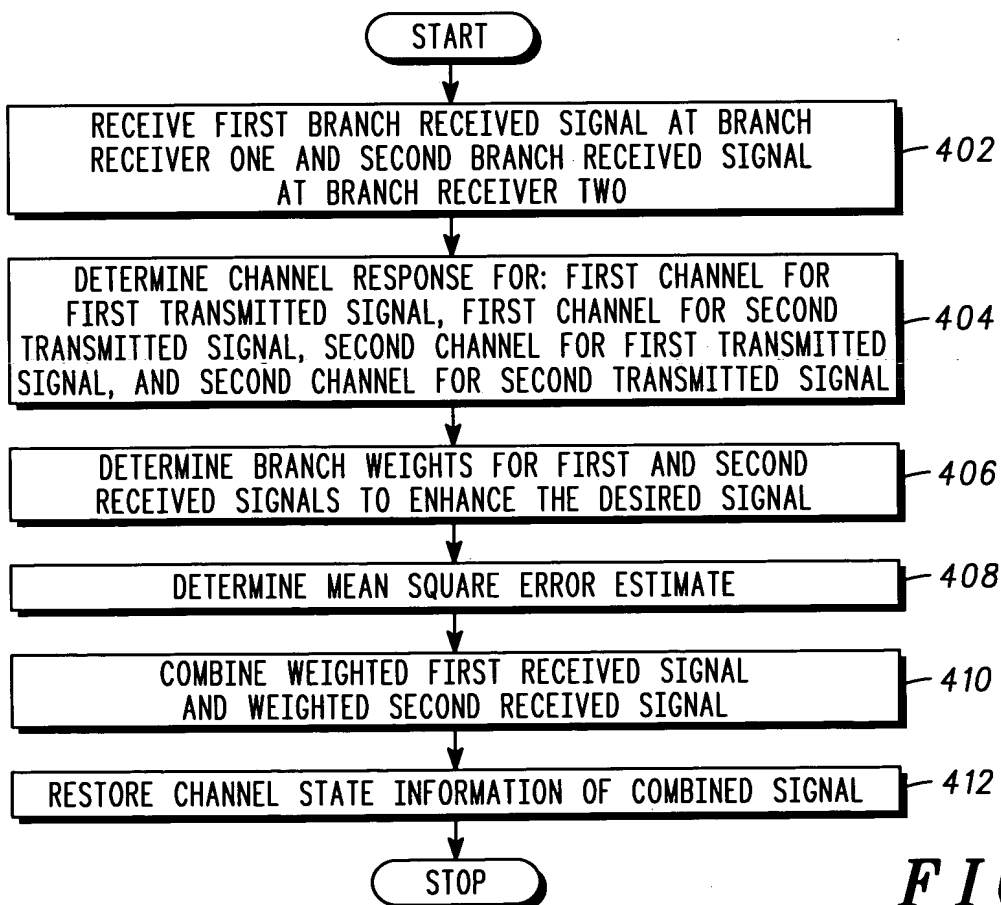 START
RECEIVE FIRST BRANCH RECEIVED SIGNAL AT BRANCH
RECEIVER ONE AND SECOND BRANCH RECEIVED SIGNAL
AT BRANCH RECEIVER TWO
402
DETERMINE CHANNEL RESPONSE FOR: FIRST CHANNEL FOR
FIRST TRANSMITTED SIGNAL, FIRST CHANNEL FOR SECOND
TRANSMITTED SIGNAL, SECOND CHANNEL FOR FIRST TRANSMITTED
SIGNAL, AND SECOND CHANNEL FOR SECOND TRANSMITTED SIGNAL
404
DETERMINE BRANCH WEIGHTS FOR FIRST AND SECOND
RECEIVED SIGNALS TO ENHANCE THE DESIRED SIGNAL
406
DETERMINE MEAN SQUARE ERROR ESTIMATE
408
COMBINE WEIGHTED FIRST RECEIVED SIGNAL
AND WEIGHTED SECOND RECEIVED SIGNAL
410
RESTORE CHANNEL STATE INFORMATION OF COMBINED SIGNAL
412
STOP